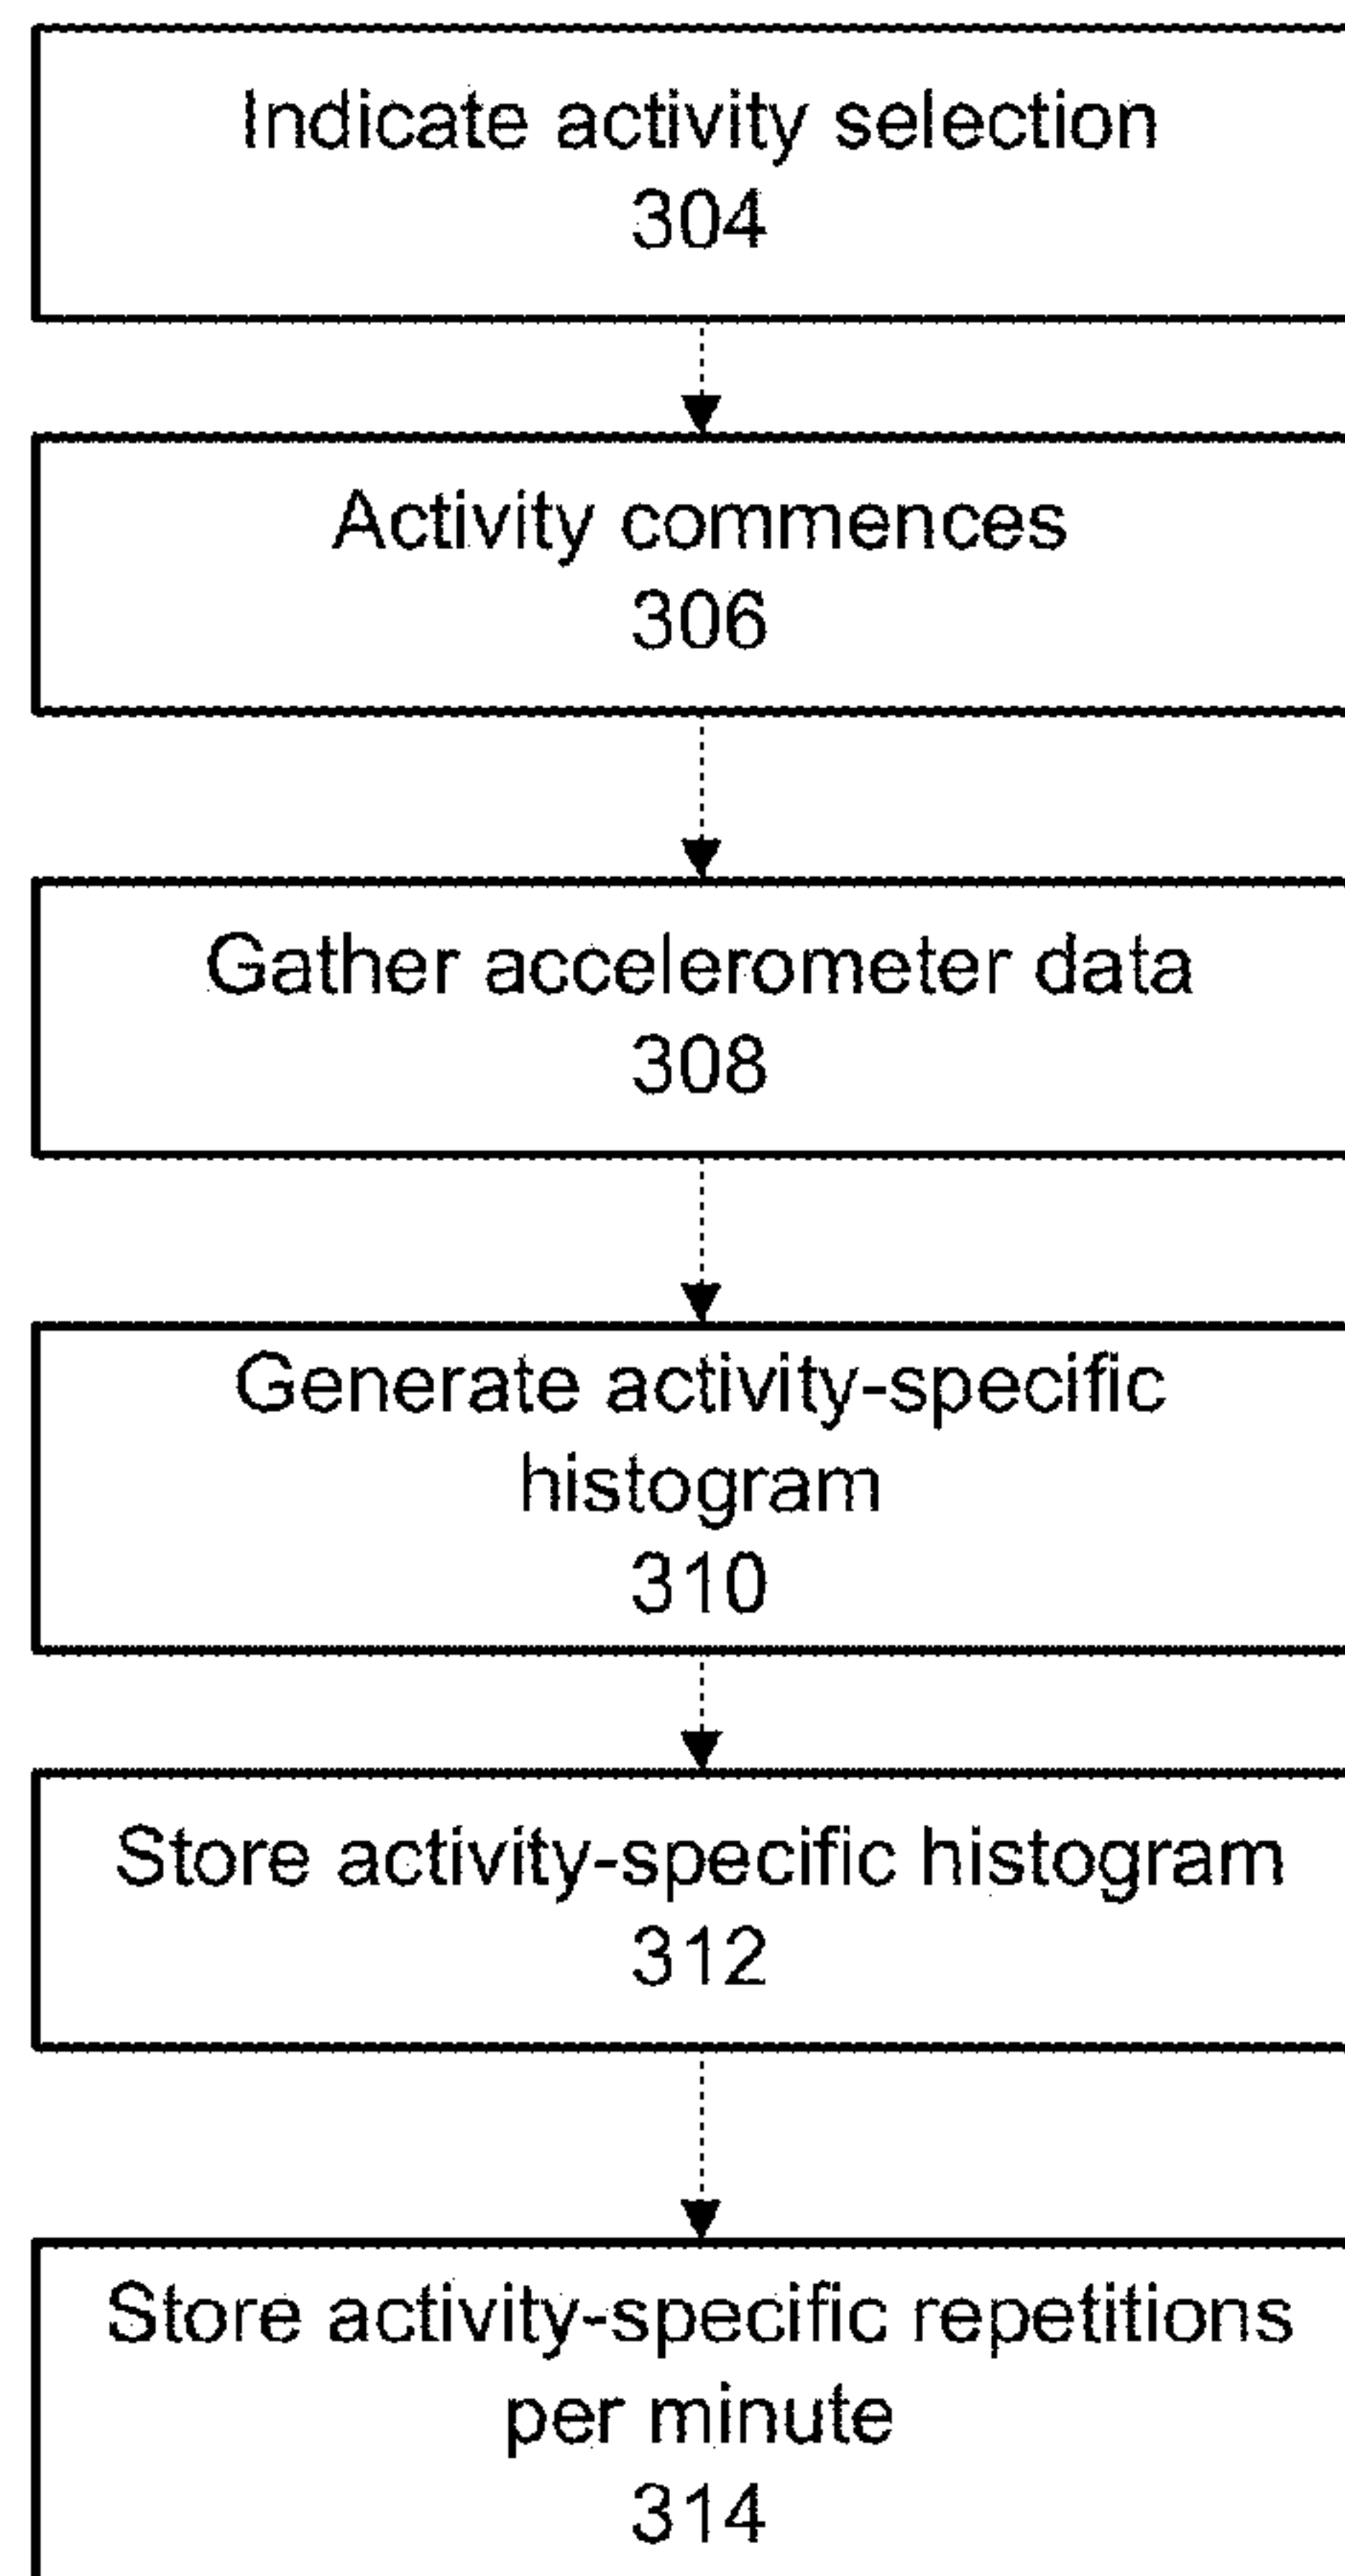 Indicate activity selection
304
Activity commences
306
Gather accelerometer data
308
Generate activity-specific
histogram
310
Store activity-specific histogram
312
Store activity-specific repetitions
per minute
314